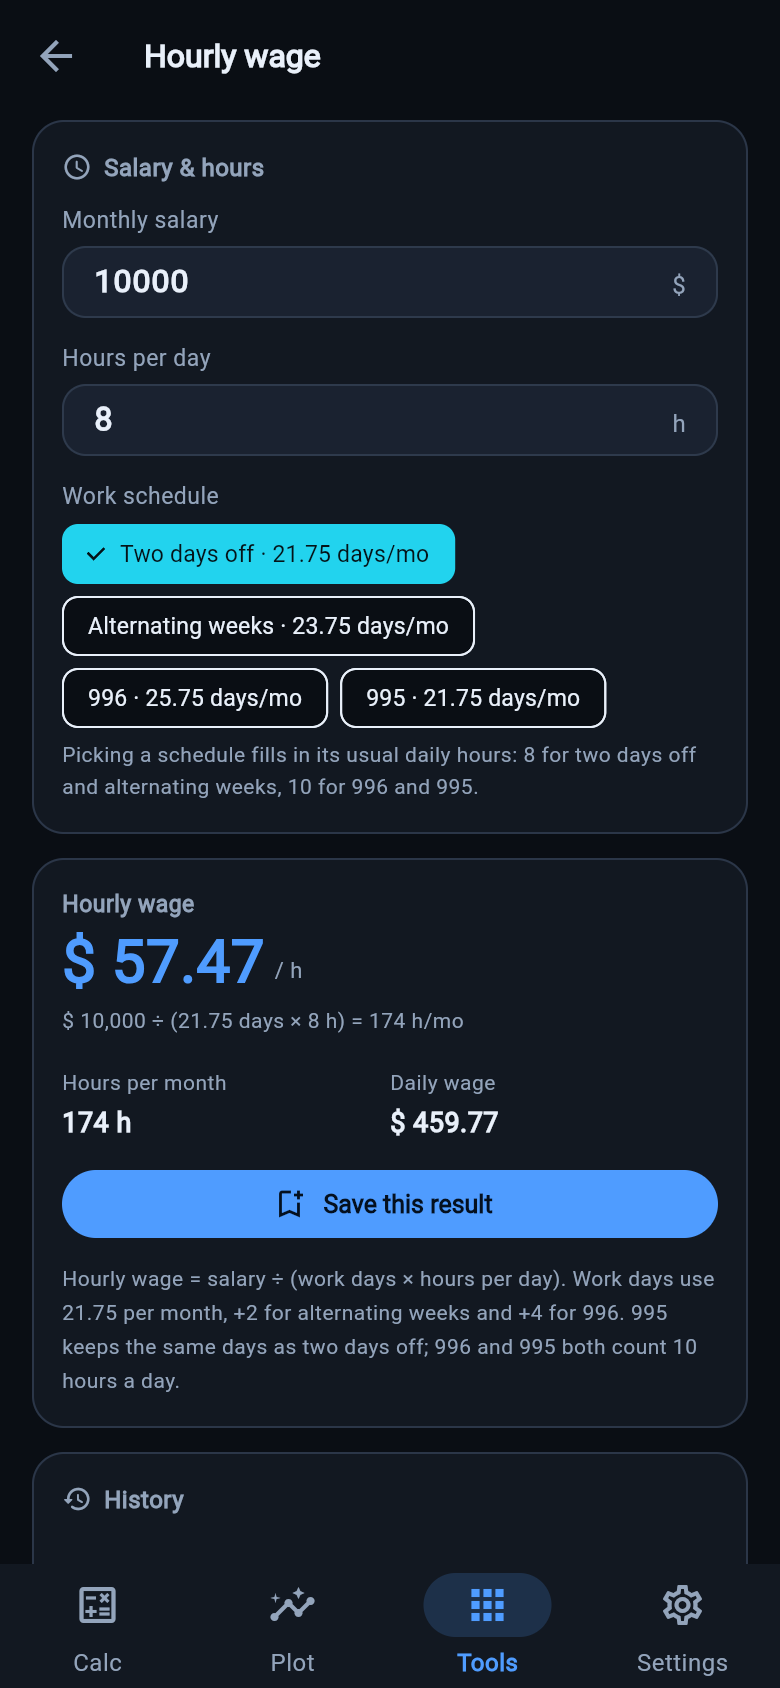 Hourly wage
Salary & hours
Monthly salary
10000 $
Hours per day
8 h
Work schedule
Two days off · 21.75 days/mo
Alternating weeks · 23.75 days/mo
996 · 25.75 days/mo
995 · 21.75 days/mo
Picking a schedule fills in its usual daily hours: 8 for two days off
and alternating weeks, 10 for 996 and 995.
Hourly wage
$ 57.47 / h
$ 10,000 ÷ (21.75 days × 8 h) = 174 h/mo
Hours per month
174 h
Daily wage
$ 459.77
Save this result
Hourly wage = salary ÷ (work days × hours per day). Work days use
21.75 per month, +2 for alternating weeks and +4 for 996. 995
keeps the same days as two days off; 996 and 995 both count 10
hours a day.
History
Calc
Plot
Tools
Settings